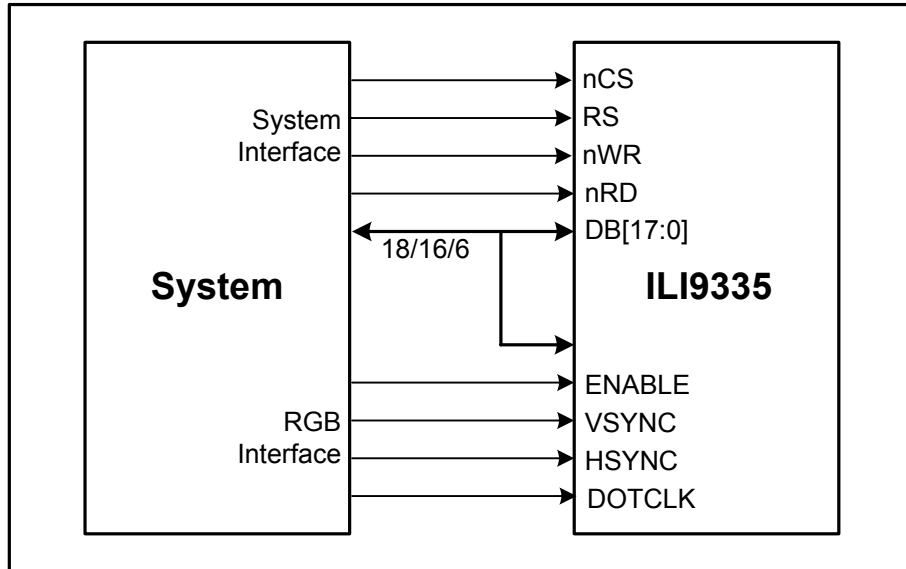 System
Interface
nCS
RS
nWR
nRD
DB[17:0]
18/16/6
System
ILI9335
RGB
Interface
ENABLE
VSYNC
HSYNC
DOTCLK